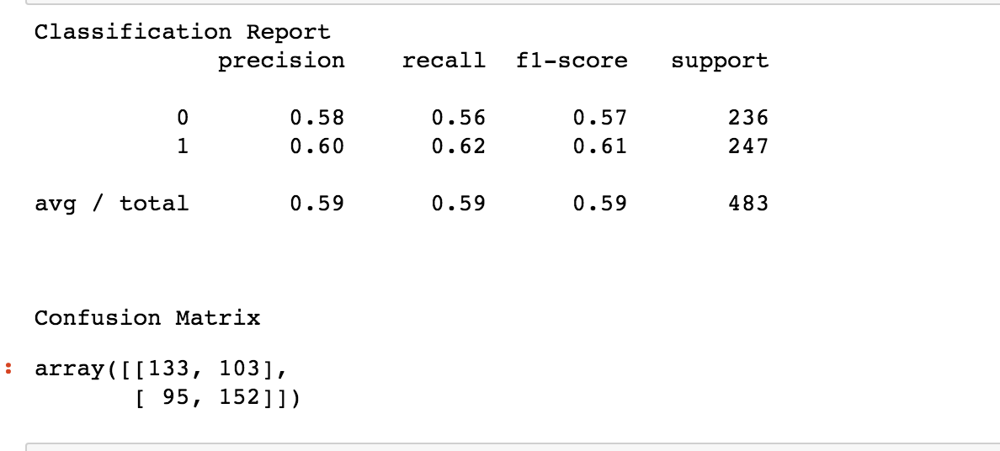 Classification Report
             precision    recall  f1-score   support

          0       0.58      0.56      0.57       236
          1       0.60      0.62      0.61       247

avg / total       0.59      0.59      0.59       483

Confusion Matrix
: array([[133, 103],
       [ 95, 152]])